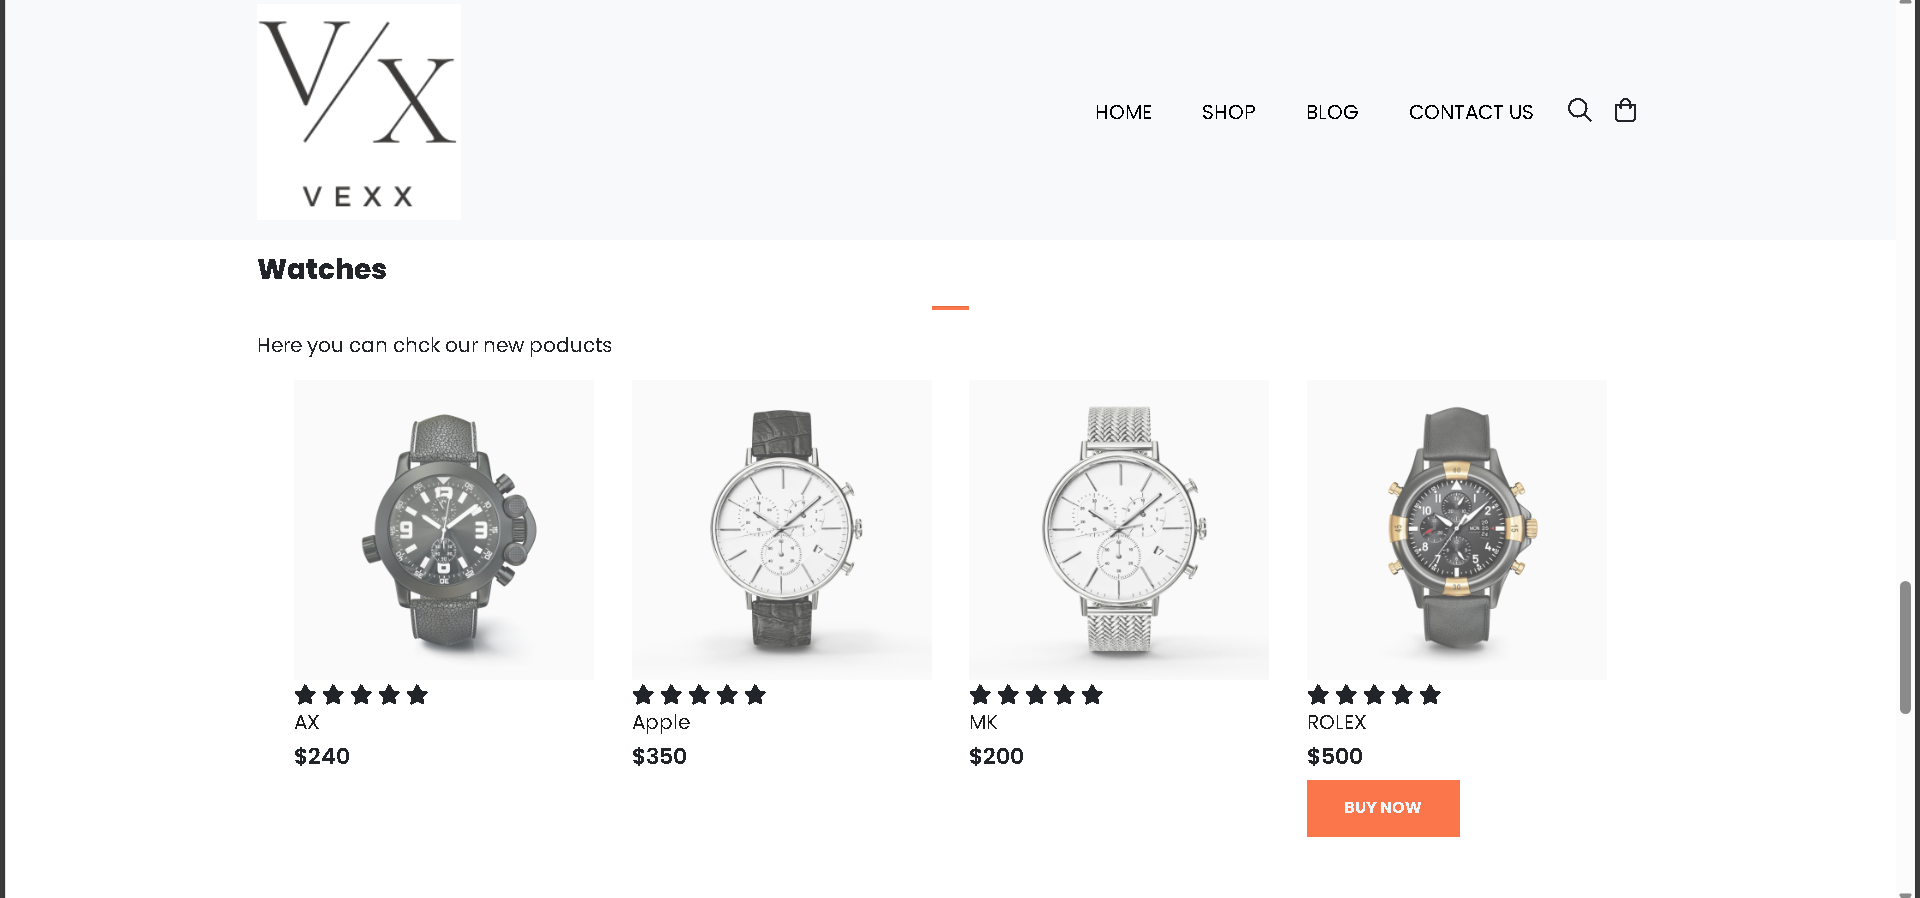 V/X
VEXX
HOME SHOP BLOG CONTACT US
Watches
Here you can chck our new poducts
AX
$240
Apple
$350
MK
$200
ROLEX
$500
BUY NOW